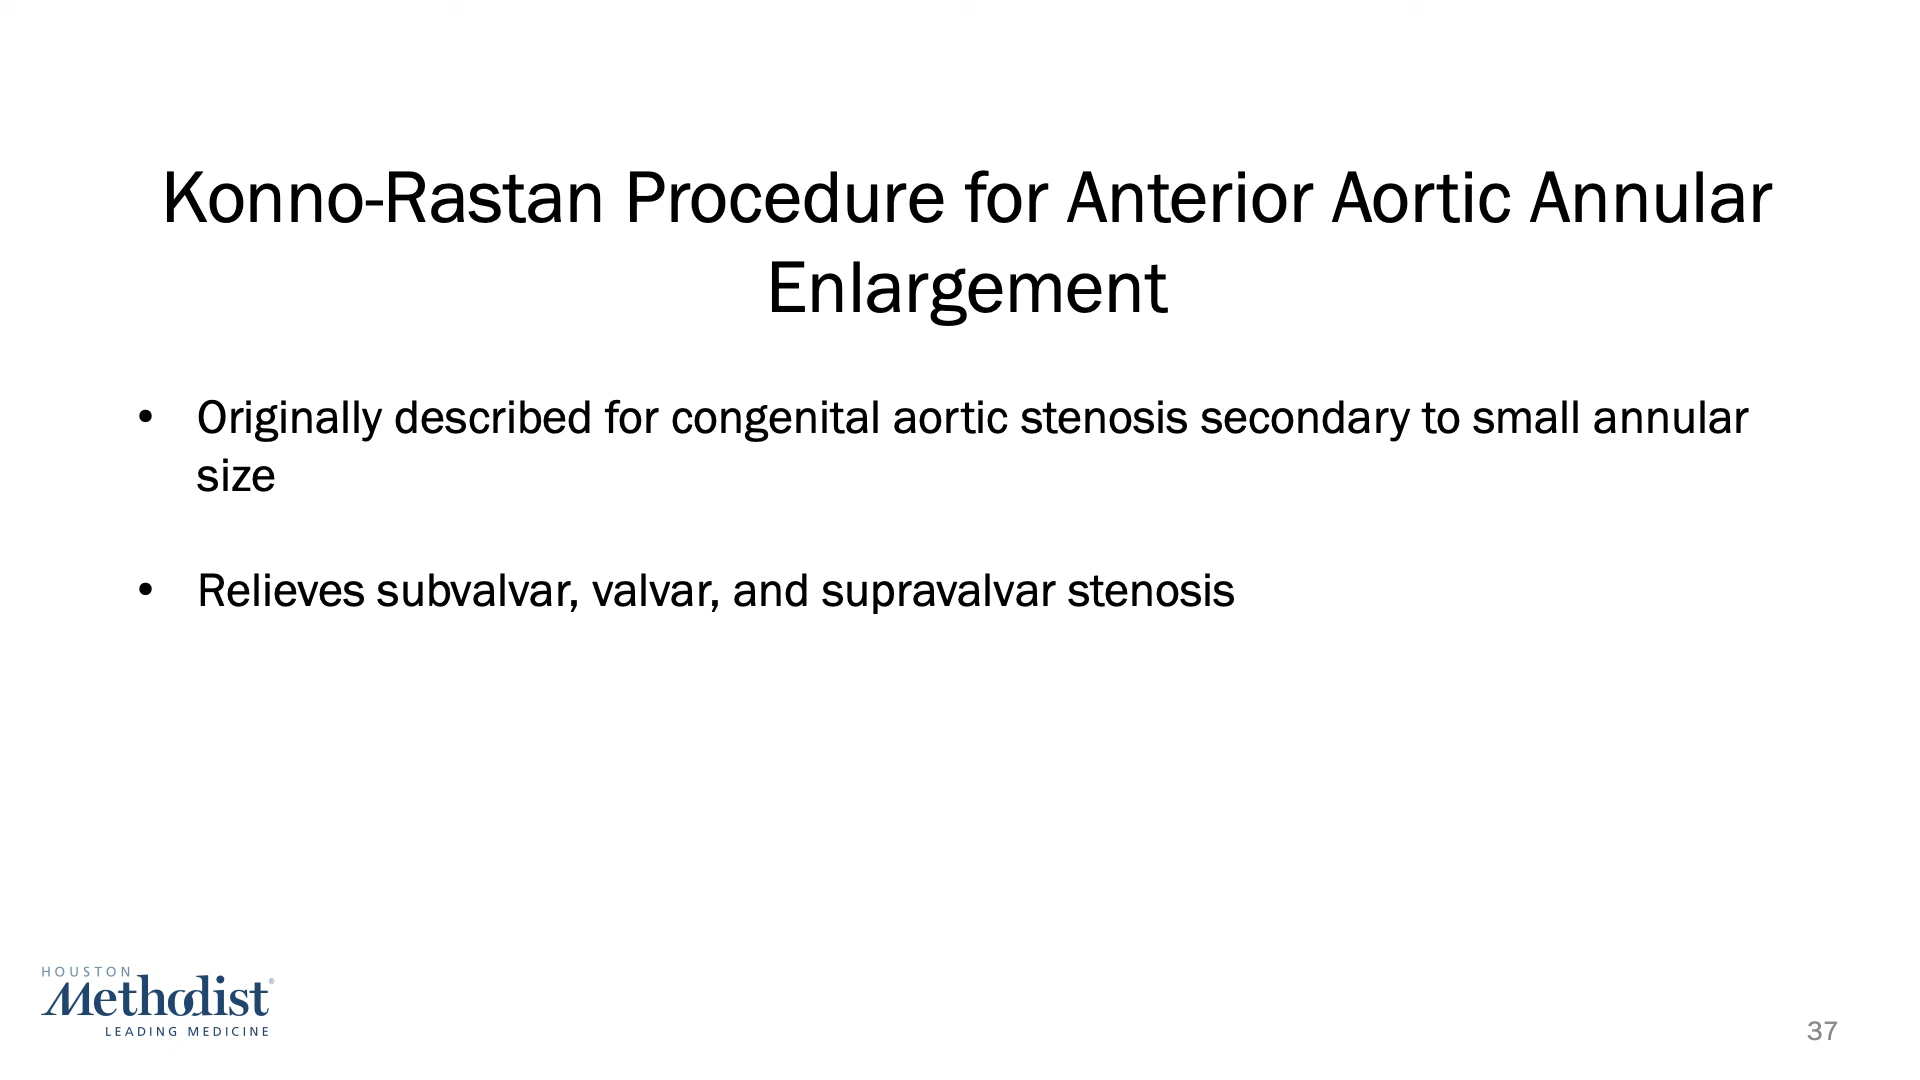 Konno-Rastan Procedure for Anterior Aortic Annular
Enlargement
• Originally described for congenital aortic stenosis secondary to small annular
size
• Relieves subvalvar, valvar, and supravalvar stenosis
HOUSTON
Methodist®
LEADING MEDICINE
37